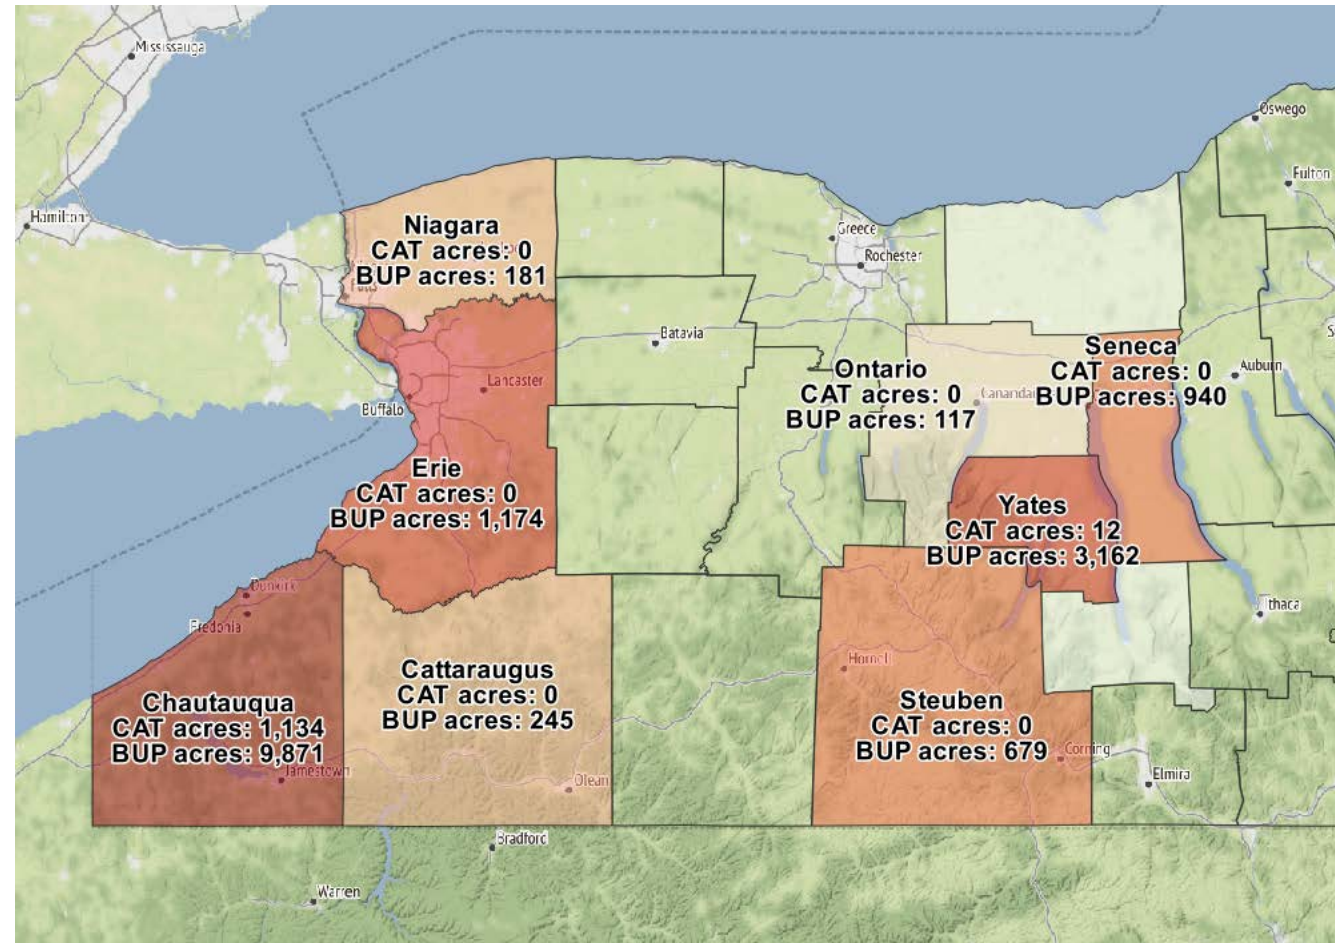 Mississauga
Oswego
Fulton
Hamilton
Niagara
CAT acres: 0
BUP acres: 181
Falls
Greece
Rochester
Batavia
Lancaster
Buffalo
Ontario
CAT acres: 0
BUP acres: 117
Seneca
CAT acres: 0
BUP acres: 940
Auburn
Erie
CAT acres: 0
BUP acres: 1,174
Yates
CAT acres: 12
BUP acres: 3,162
Dunkirk
Fredonia
Ithaca
Chautauqua
CAT acres: 1,134
BUP acres: 9,871
Jamestown
Cattaraugus
CAT acres: 0
BUP acres: 245
Olean
Hornell
Steuben
CAT acres: 0
BUP acres: 679
Corning
Elmira
Bradford
Warren